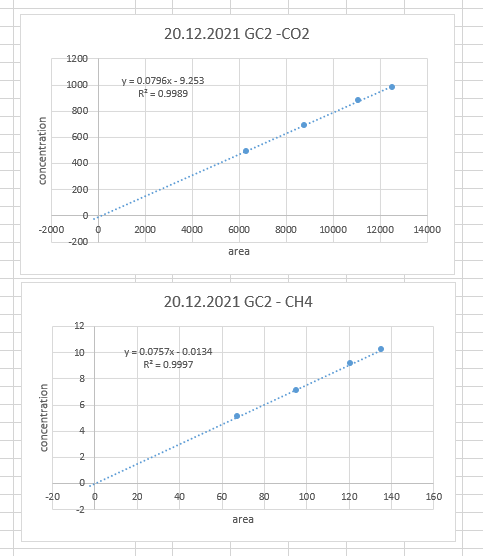 20.12.2021 GC2 -CO2
1200
y = 0.0796x - 9.253
R² = 0.9989
1000
800
600
400
200
0
-200
-2000 0 2000 4000 6000 8000 10000 12000 14000
concentration
area
20.12.2021 GC2 - CH4
12
y = 0.0757x - 0.0134
R² = 0.9997
10
8
6
4
2
0
-2
-20 0 20 40 60 80 100 120 140 160
concentration
area